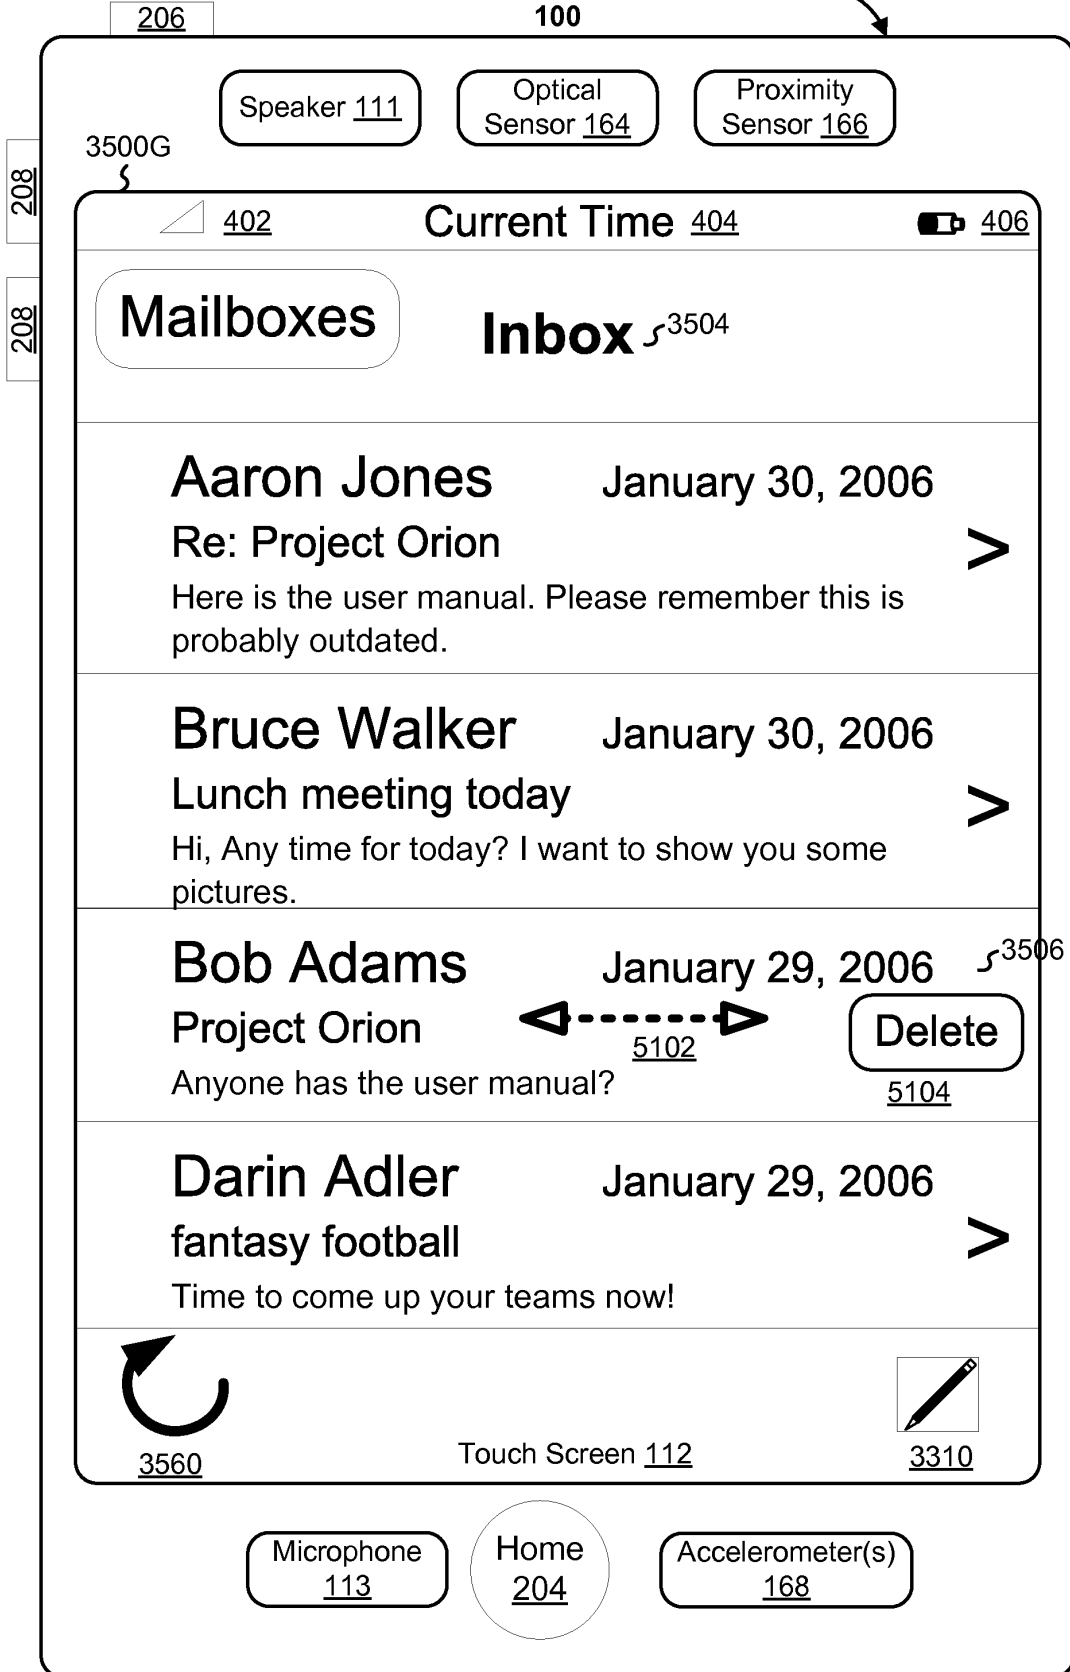 206
100
Speaker 111
Optical
Sensor 164
Proximity
Sensor 166
3500G
208
208
402
Current Time 404
406
Mailboxes
Inbox
3504
Aaron Jones
January 30, 2006
Re: Project Orion
>
Here is the user manual. Please remember this is
probably outdated.
Bruce Walker
January 30, 2006
Lunch meeting today
>
Hi, Any time for today? I want to show you some
pictures.
Bob Adams
January 29, 2006
3506
Project Orion
5102
Delete
Anyone has the user manual?
5104
Darin Adler
January 29, 2006
fantasy football
>
Time to come up your teams now!
3560
Touch Screen 112
3310
Microphone
113
Home
204
Accelerometer(s)
168